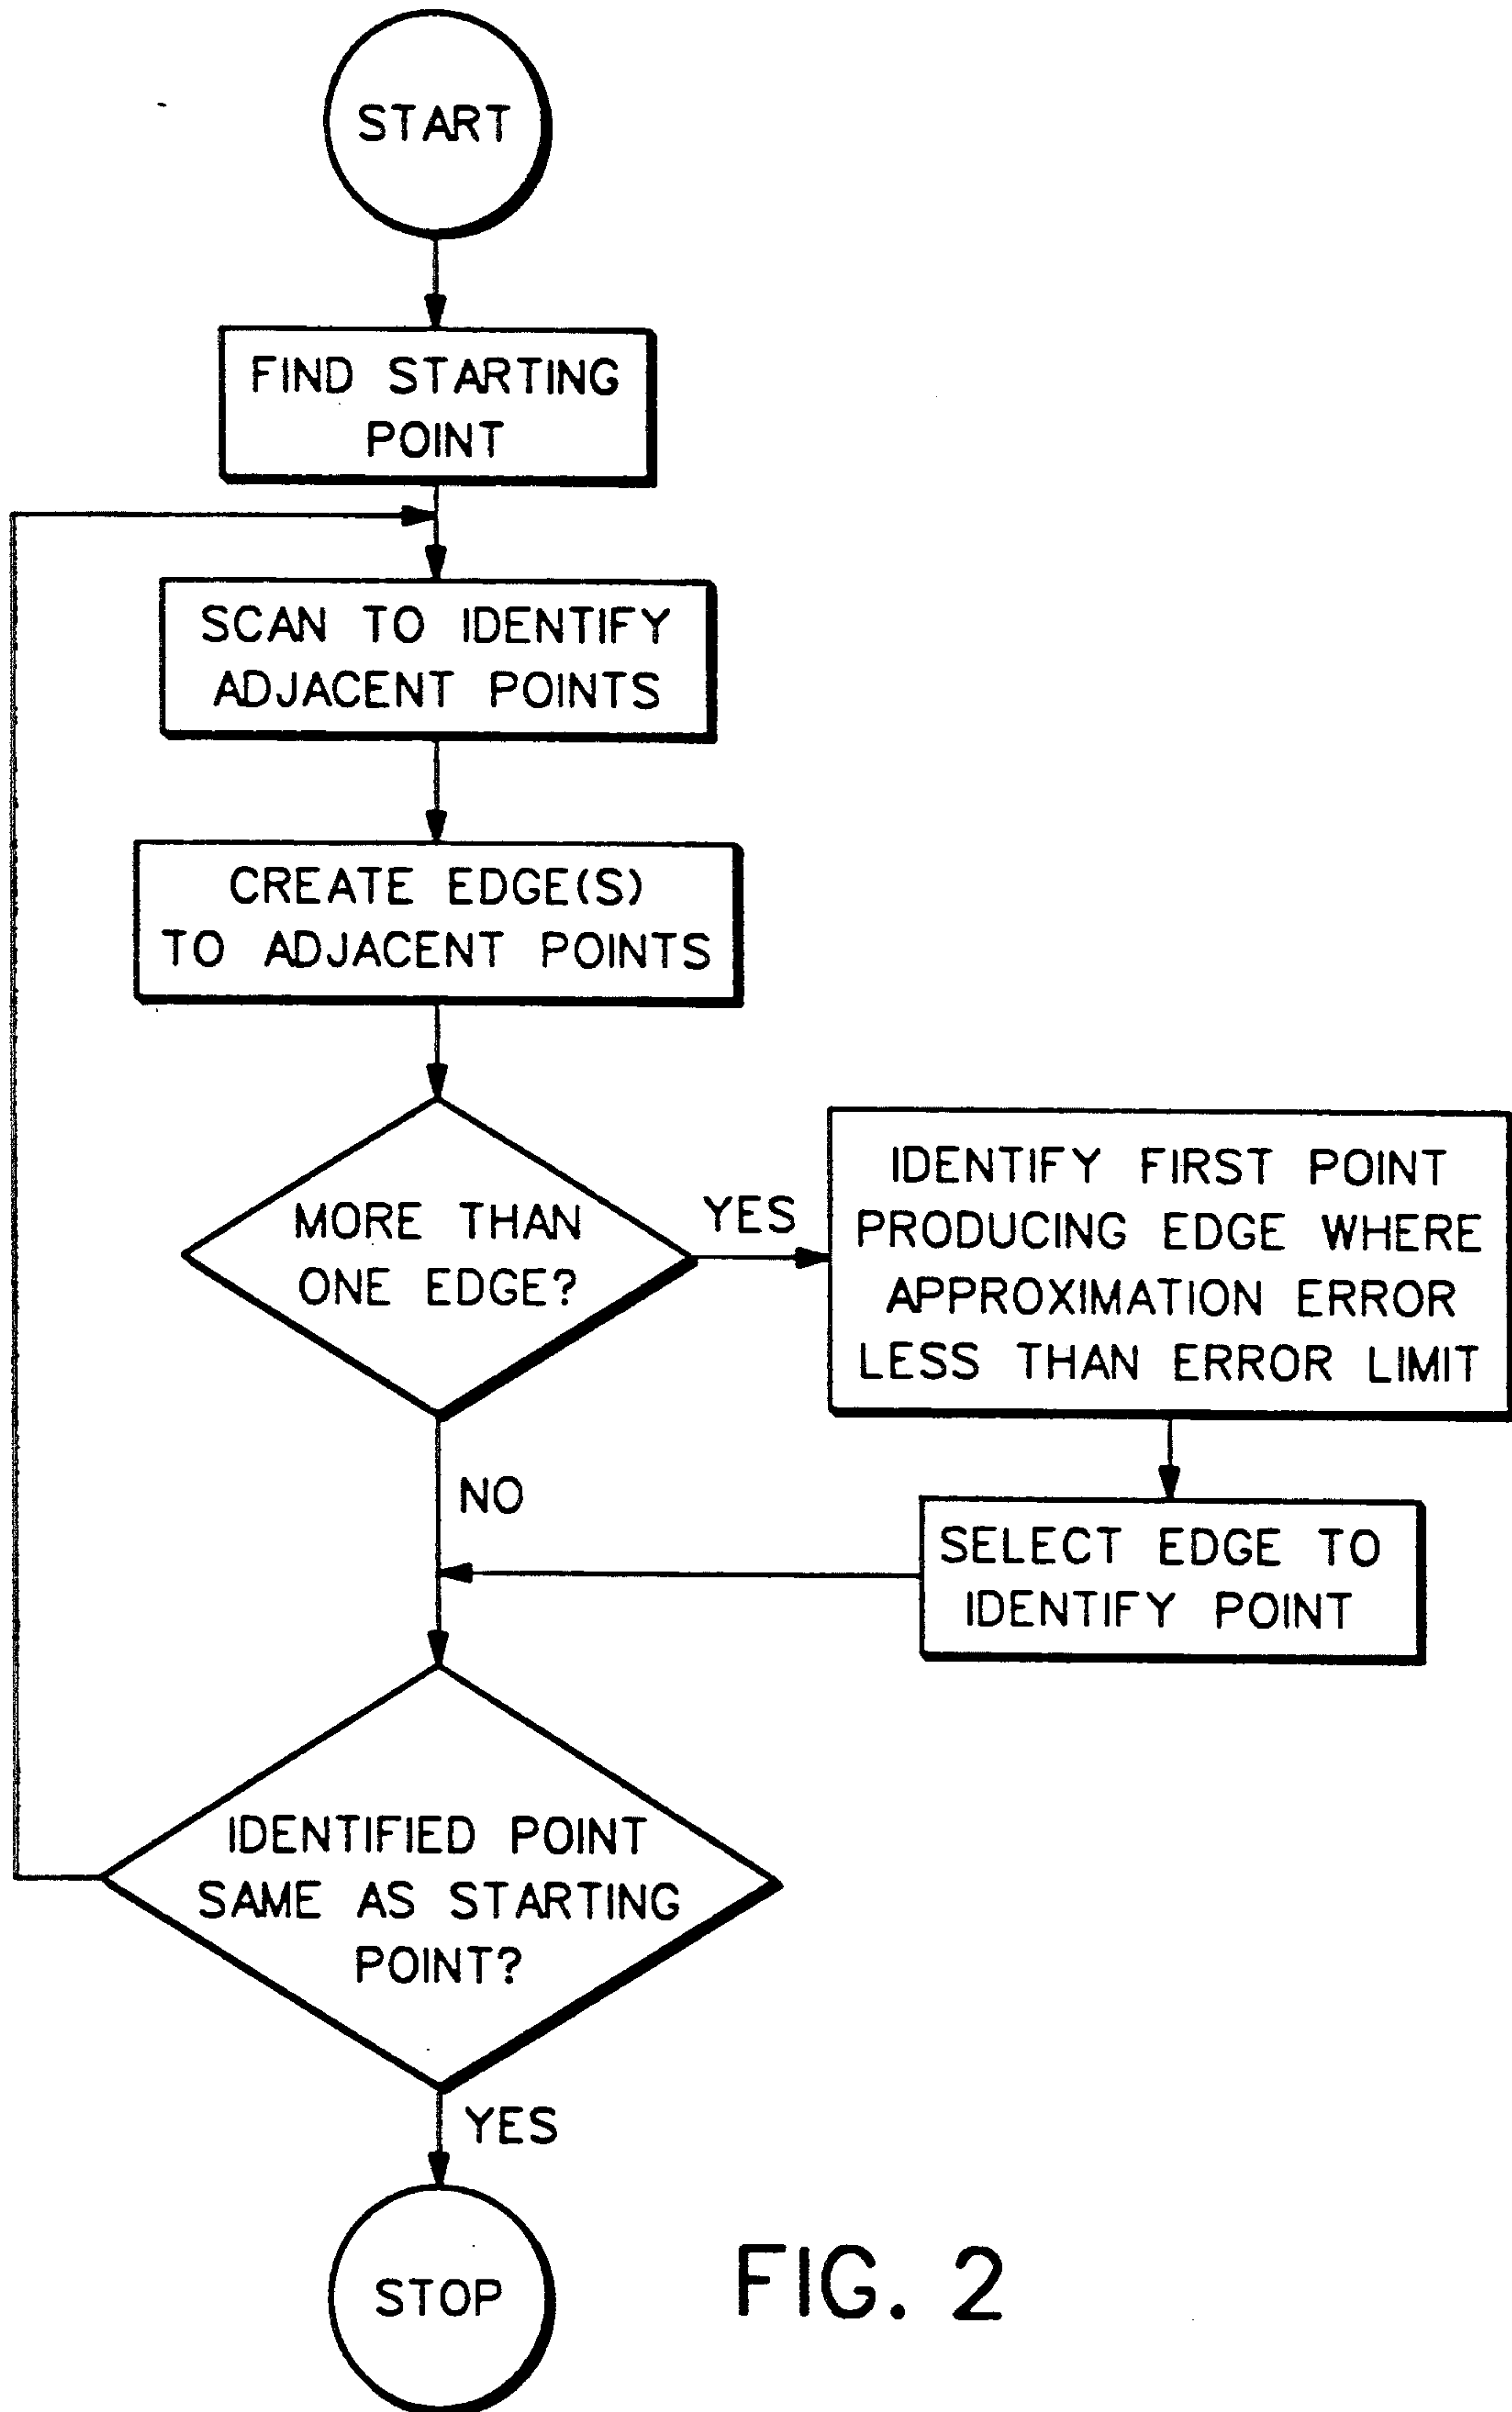 START
FIND STARTING
POINT
SCAN TO IDENTIFY
ADJACENT POINTS
CREATE EDGE(S)
TO ADJACENT POINTS
MORE THAN
ONE EDGE?
YES
IDENTIFY FIRST POINT
PRODUCING EDGE WHERE
APPROXIMATION ERROR
LESS THAN ERROR LIMIT
NO
SELECT EDGE TO
IDENTIFY POINT
IDENTIFIED POINT
SAME AS STARTING
POINT?
YES
STOP
FIG. 2